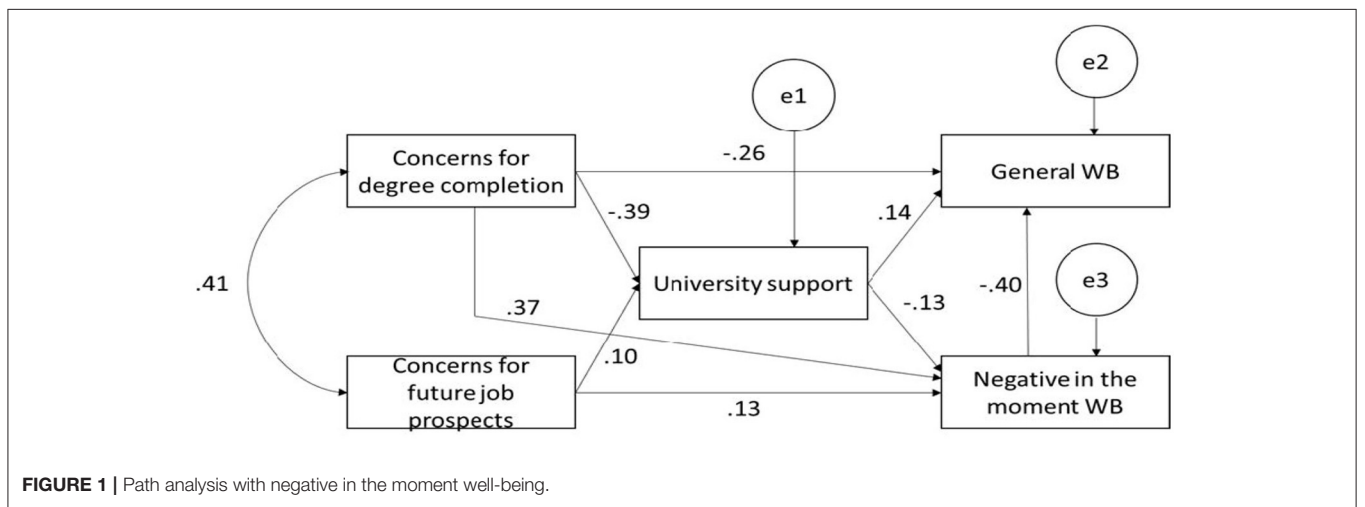 e2
e1
Concerns for
degree completion
-.26
General WB
-.39
.14
.41
University support
-.40
e3
.37
-.13
.10
Concerns for
future job
prospects
.13
Negative in the
moment WB
FIGURE 1 | Path analysis with negative in the moment well-being.